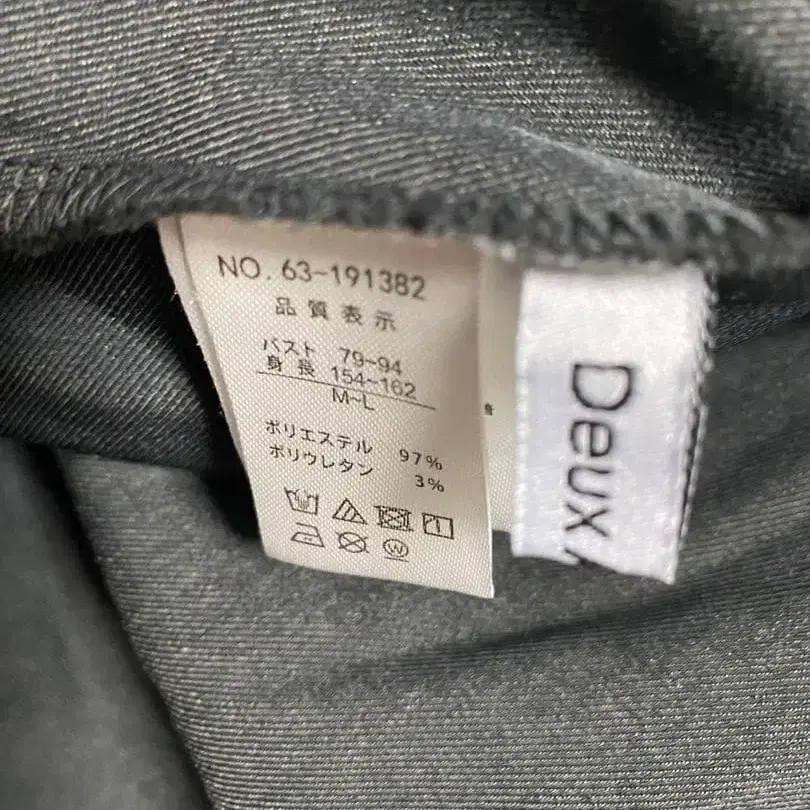 NO. 63-191382
品質表示
バスト 79-94
身長 154-162
M-L
ポリエステル 97%
ポリウレタン 3%
W
Deux